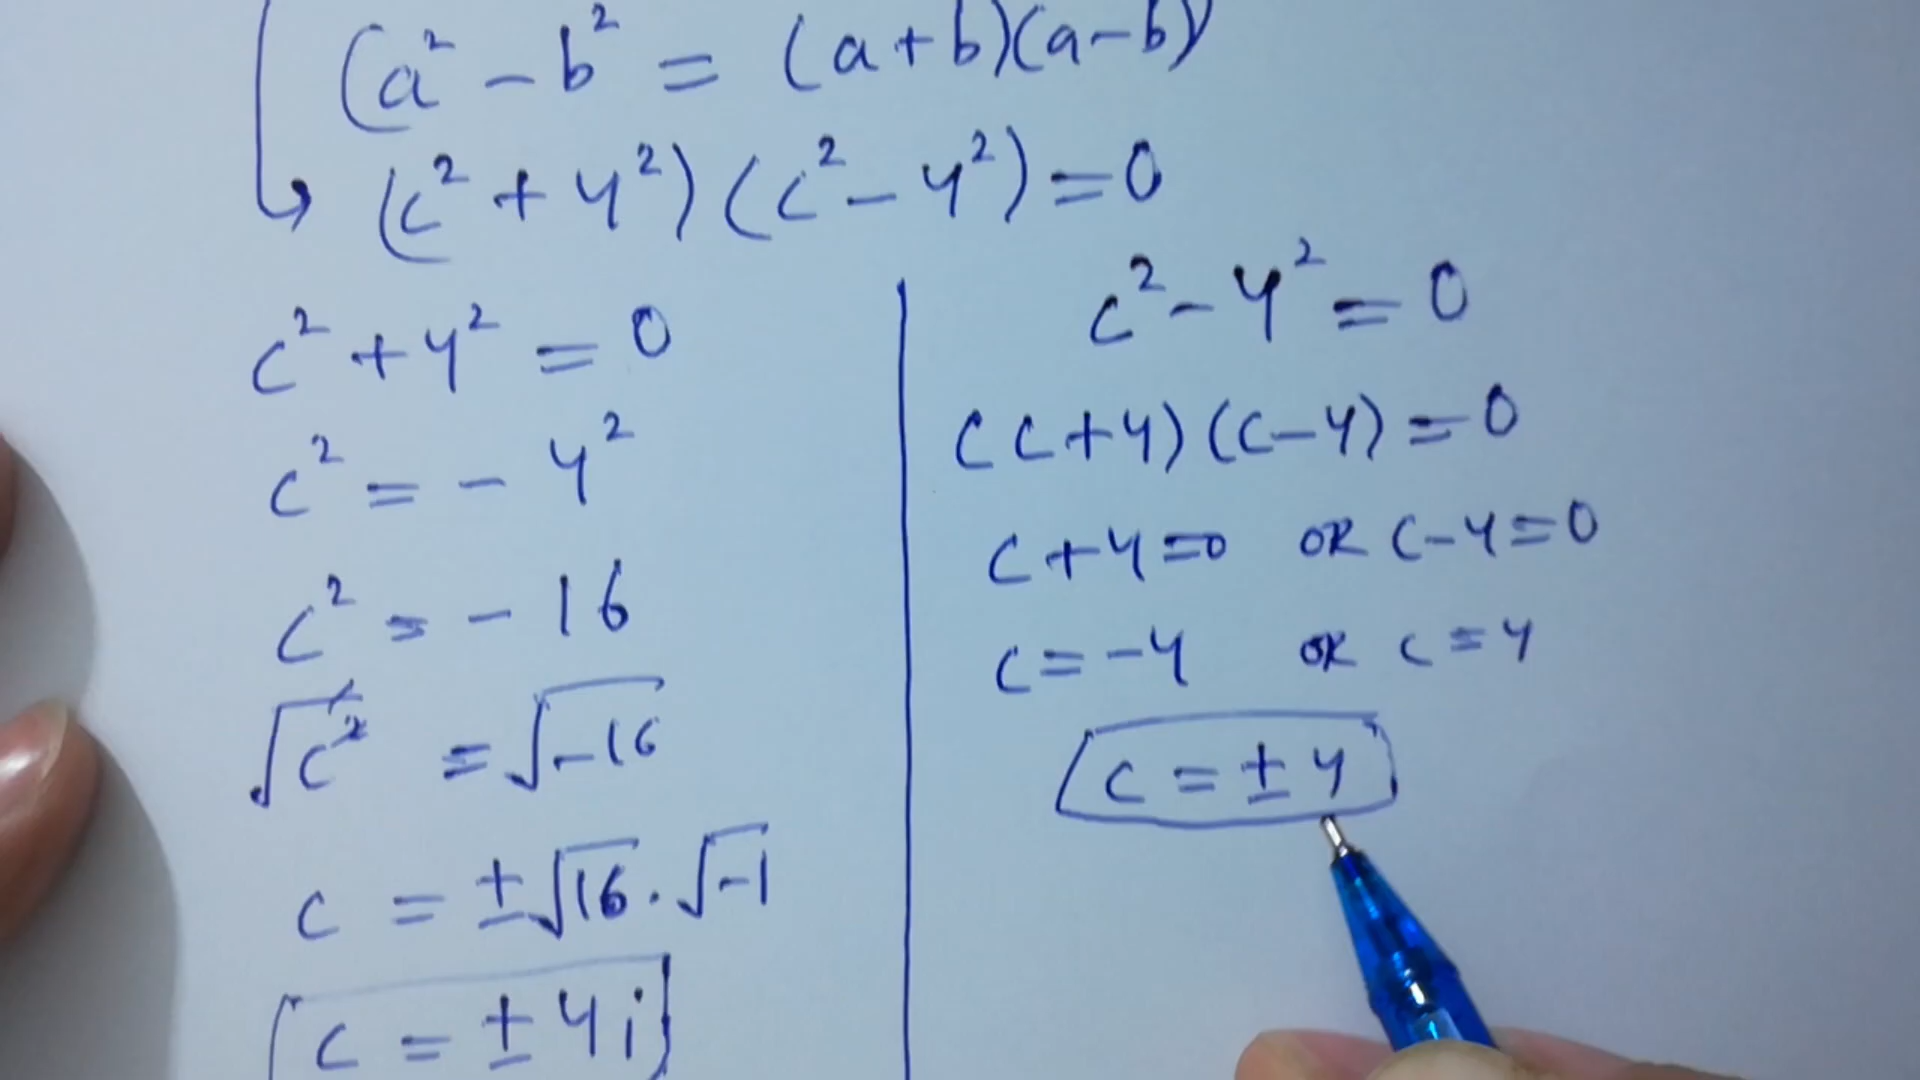 (a² - b² = (a+b)(a-b)
(c² + 4²)(c² - 4²) = 0
c² + 4² = 0
c² = - 4²
c² = - 16
√c² = √-16
c = ±√16 . √-1
c = ± 4i
c² - 4² = 0
(c+4)(c-4) = 0
c+4=0 OR c-4=0
c = -4 OR c = 4
c = ± 4